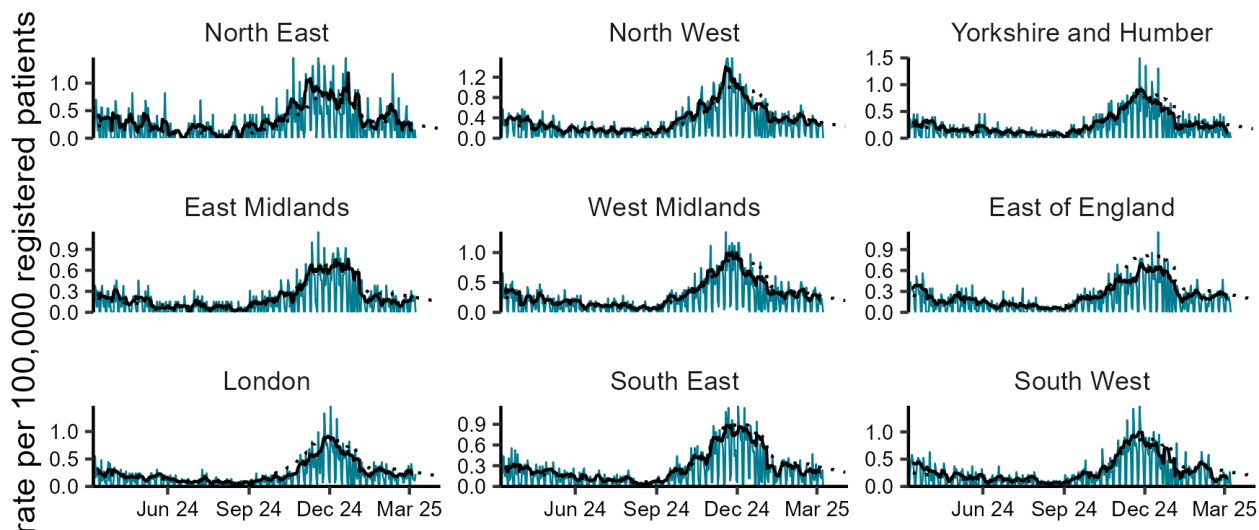 rate per 100,000 registered patients
North East
North West
Yorkshire and Humber
1.0
0.5
0.0
1.2
0.8
0.4
0.0
1.5
1.0
0.5
0.0
East Midlands
West Midlands
East of England
0.9
0.6
0.3
0.0
1.0
0.5
0.0
0.9
0.6
0.3
0.0
London
South East
South West
1.0
0.5
0.0
0.9
0.6
0.3
0.0
1.0
0.5
0.0
Jun 24 Sep 24 Dec 24 Mar 25
Jun 24 Sep 24 Dec 24 Mar 25
Jun 24 Sep 24 Dec 24 Mar 25